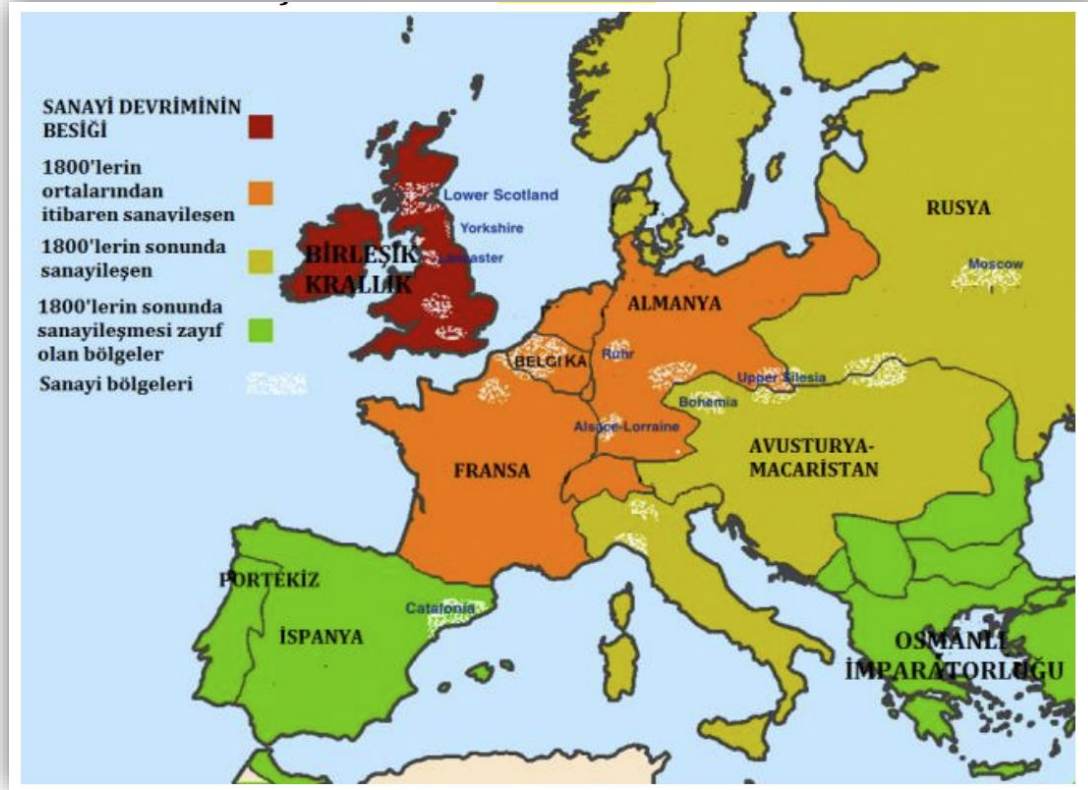 SANAYİ DEVRİMİNİN
BESİĞİ
1800'lerin
ortalarından
itibaren sanavileşen
1800'lerin sonunda
sanayileşen
1800'lerin sonunda
sanayileşmesi zayıf
olan bölgeler
Sanayi bölgeleri
Lower Scotland
Yorkshire
Lancaster
BİRLEŞİK
KRALLIK
RUSYA
Moscow
ALMANYA
BELÇİKA
Ruhr
Upper Silesia
Bohemia
Alsace-Lorraine
FRANSA
AVUSTURYA-
MACARİSTAN
PORTEKİZ
Catalonia
İSPANYA
OSMANLI
İMPARATORLUĞU